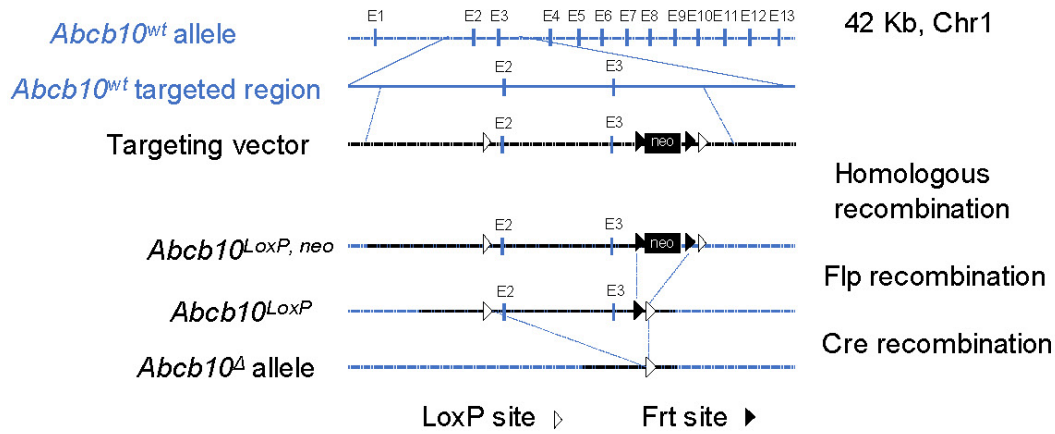 E1 E2 E3 E4 E5 E6 E7 E8 E9 E10 E11 E12 E13
Abcb10wt allele 42 Kb, Chr1
E2 E3
Abcb10wt targeted region
E2 E3
Targeting vector neo
Homologous
recombination
E2 E3
Abcb10LoxP, neo neo
Flp recombination
E2 E3
Abcb10LoxP
Cre recombination
Abcb10Δ allele
LoxP site Frt site